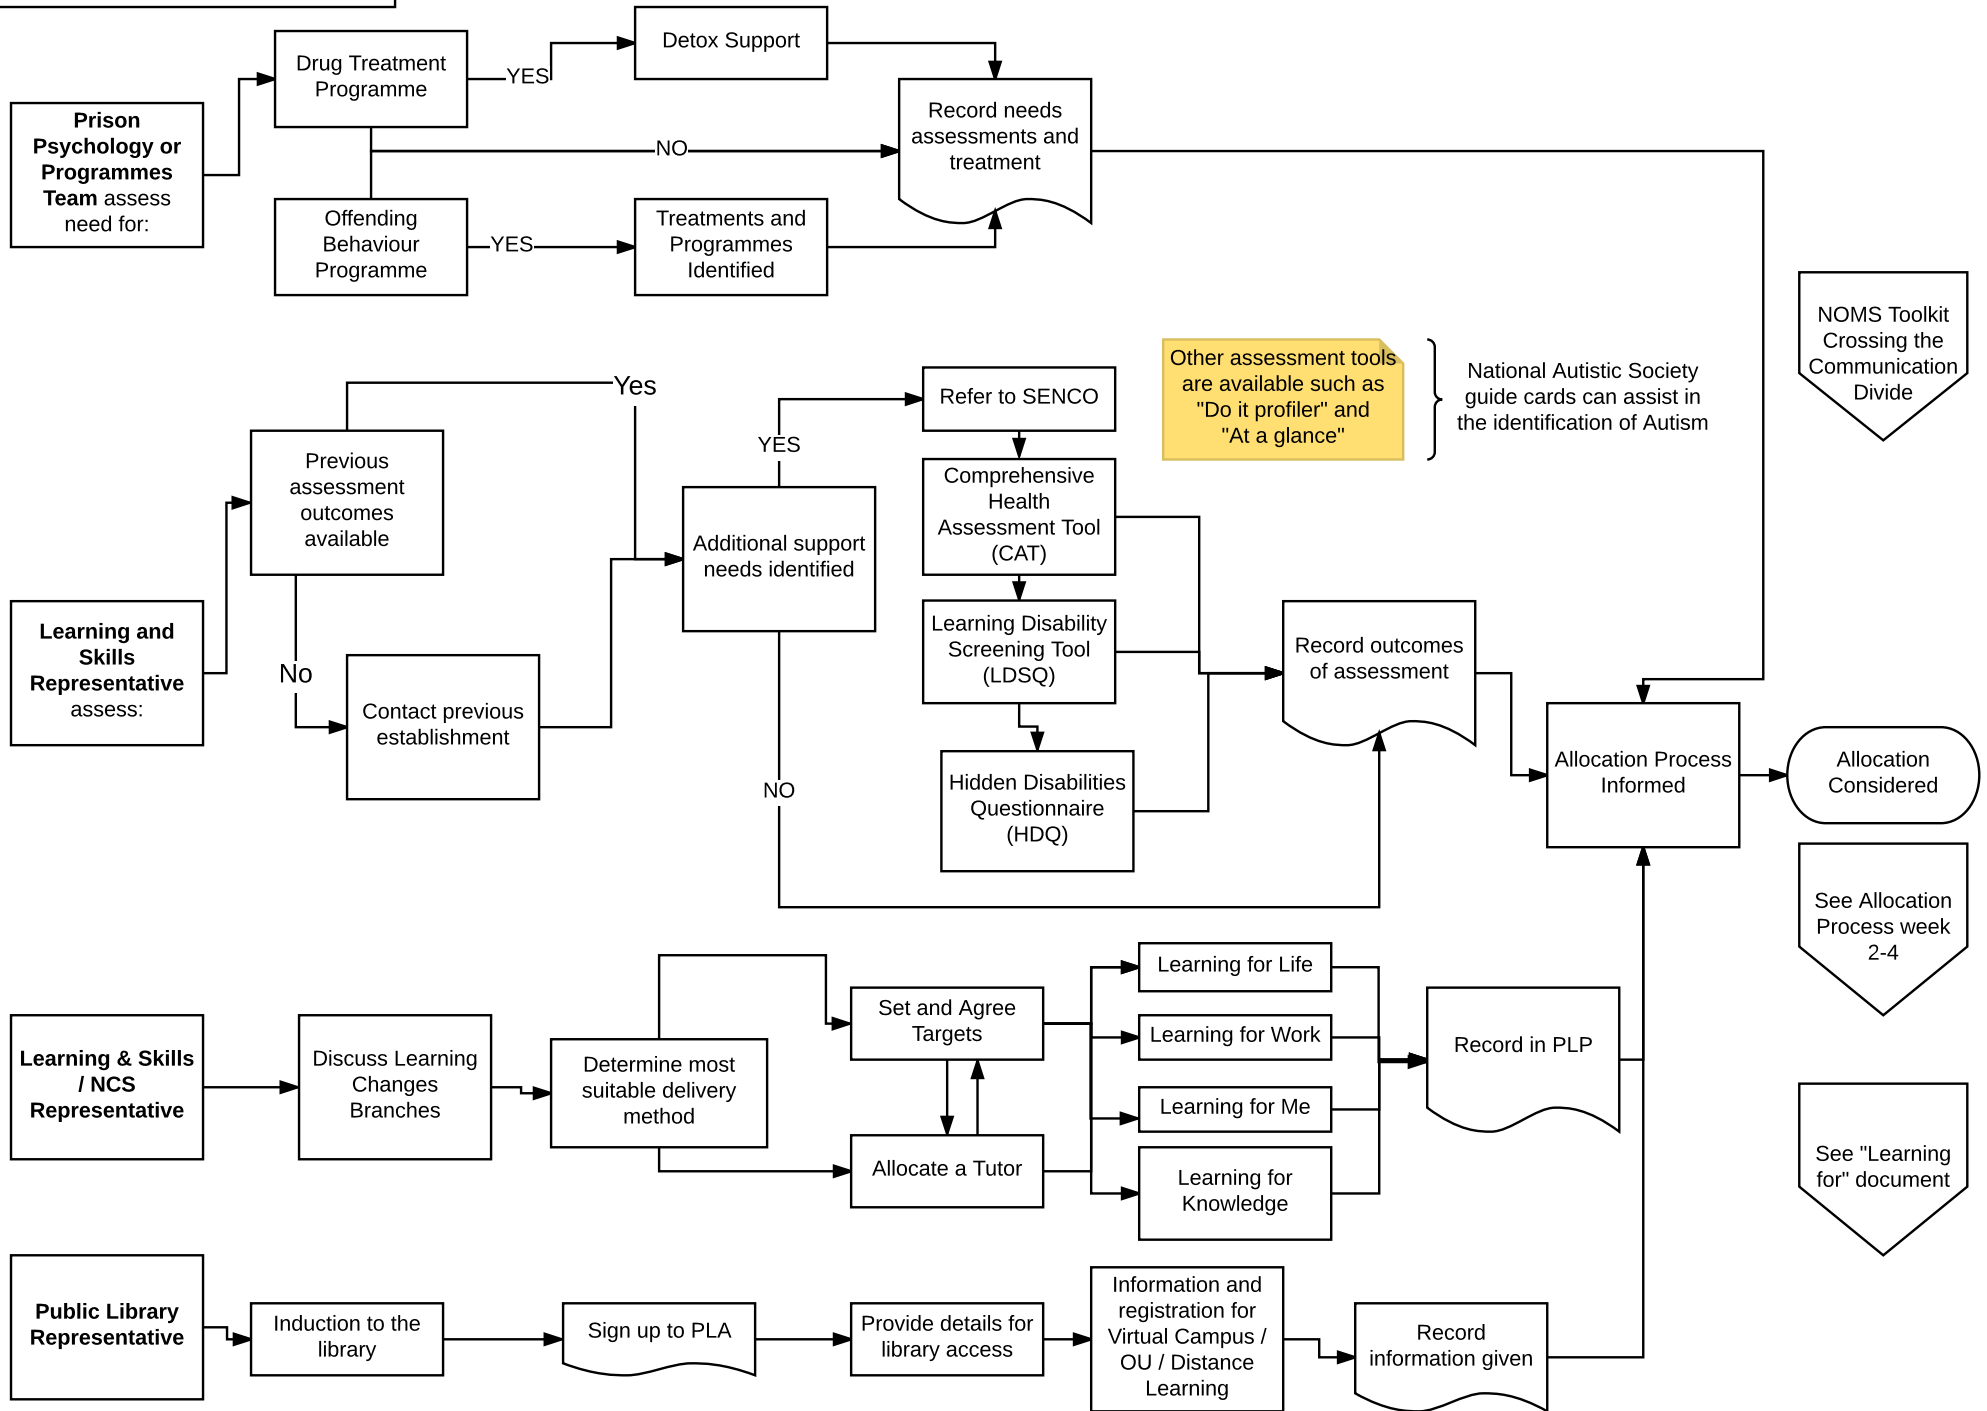 Detox Support
Drug Treatment
Programme
YES
Record needs
assessments and
treatment
Prison
Psychology or
Programmes
Team assess
need for:
NO
Offending
Behaviour
Programme
YES
Treatments and
Programmes
Identified
NOMS Toolkit
Crossing the
Communication
Divide
Other assessment tools
are available such as
"Do it profiler" and
"At a glance"
National Autistic Society
guide cards can assist in
the identification of Autism
Yes
Refer to SENCO
YES
Previous
assessment
outcomes
available
Comprehensive
Health
Assessment Tool
(CAT)
Additional support
needs identified
Learning and
Skills
Representative
assess:
No
Contact previous
establishment
Learning Disability
Screening Tool
(LDSQ)
Record outcomes
of assessment
NO
Hidden Disabilities
Questionnaire
(HDQ)
Allocation Process
Informed
Allocation
Considered
See Allocation
Process week
2-4
Learning & Skills
/ NCS
Representative
Discuss Learning
Changes
Branches
Determine most
suitable delivery
method
Set and Agree
Targets
Allocate a Tutor
Learning for Life
Learning for Work
Learning for Me
Learning for
Knowledge
Record in PLP
See "Learning
for" document
Public Library
Representative
Induction to the
library
Sign up to PLA
Provide details for
library access
Information and
registration for
Virtual Campus /
OU / Distance
Learning
Record
information given